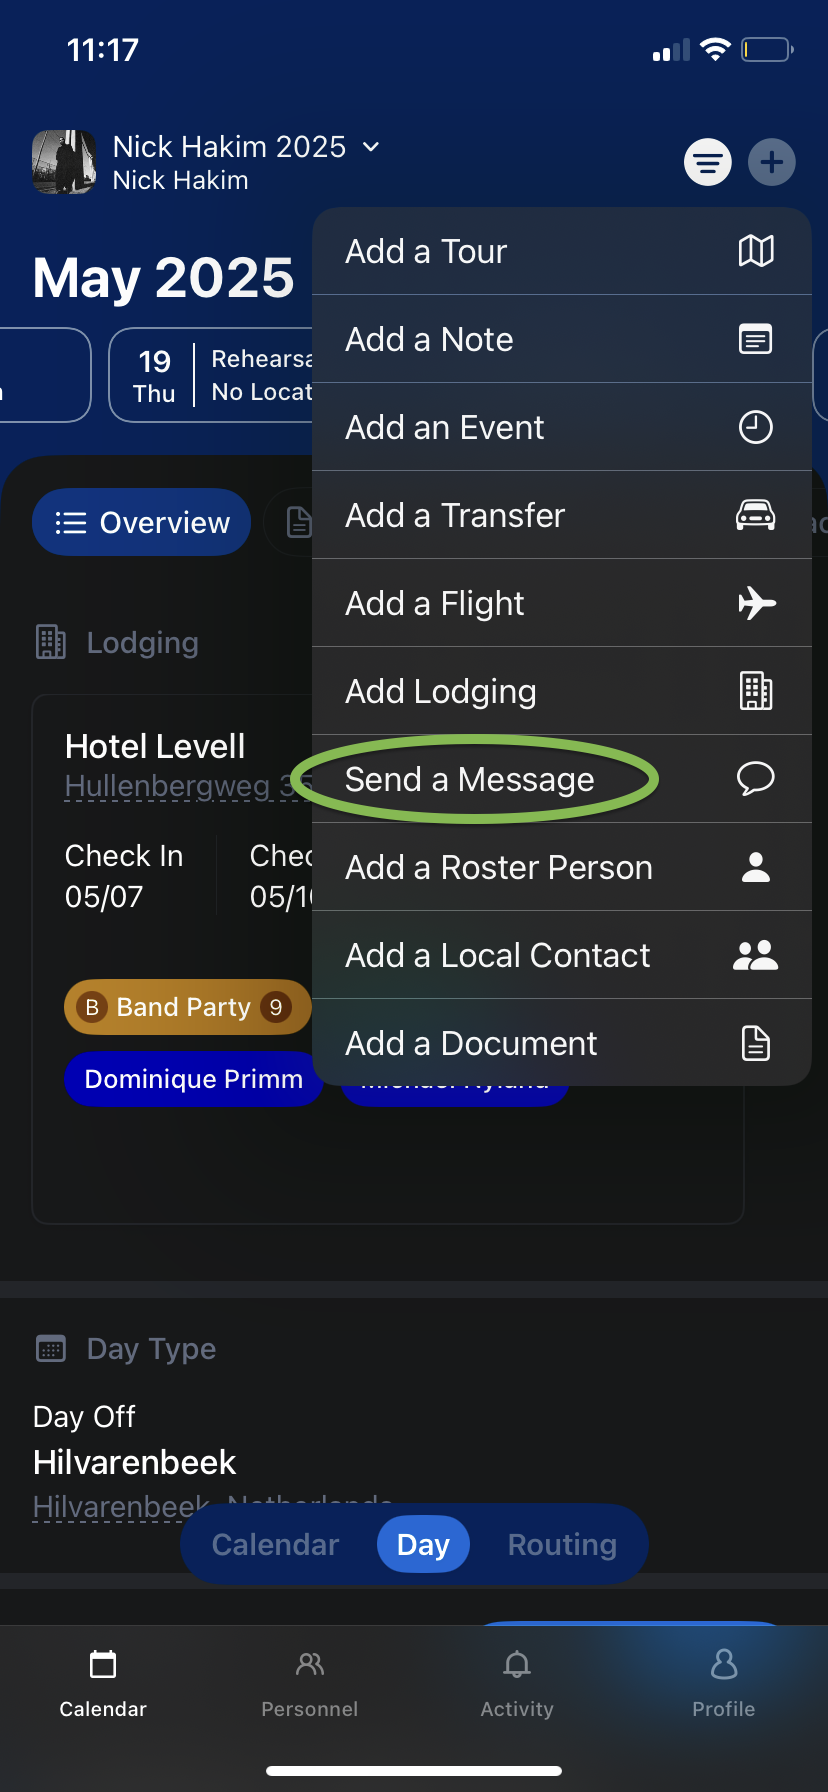 11:17
Nick Hakim 2025
Nick Hakim
May 2025
19
Thu
Rehearsa
No Locat
Add a Tour
Add a Note
Add an Event
Add a Transfer
Add a Flight
Add Lodging
Send a Message
Add a Roster Person
Add a Local Contact
Add a Document
Overview
Lodging
Hotel Levell
Hullenbergweg
Check In
05/07
Chec
05/10
B Band Party 9
Dominique Primm
Day Type
Day Off
Hilvarenbeek
Hilvarenbeek, Netherlands
Calendar
Day
Routing
Calendar
Personnel
Activity
Profile